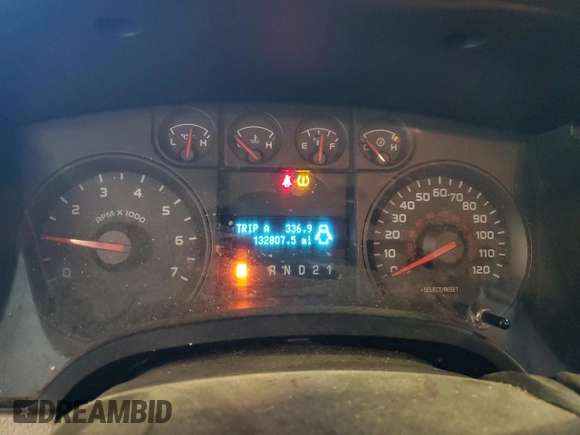 L H
C H
E F
C H
RPM X 1000
0 1 2 3 4 5 6 7
TRIP A 336.9
132807.5 mi
R N D 2 1
0 10 20 30 40 50 60 70 80 90 100 110 120
SELECT/RESET
DREAMBID